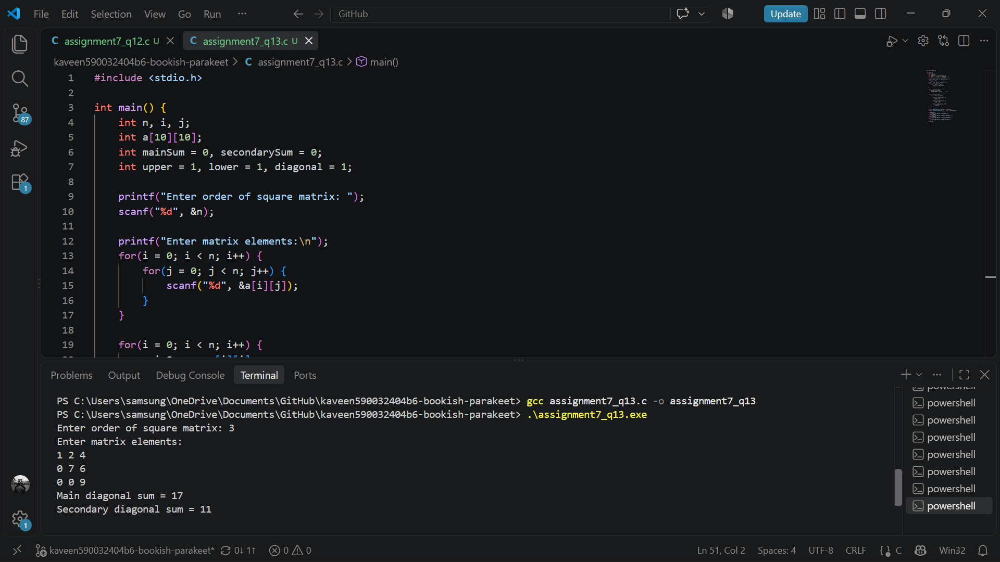 File Edit Selection View Go Run ··· GitHub Update
C assignment7_q12.c U C assignment7_q13.c U
kaveen590032404b6-bookish-parakeet > C assignment7_q13.c > main()
1 #include <stdio.h>
2
3 int main() {
4 int n, i, j;
5 int a[10][10];
6 int mainSum = 0, secondarySum = 0;
7 int upper = 1, lower = 1, diagonal = 1;
8
9 printf("Enter order of square matrix: ");
10 scanf("%d", &n);
11
12 printf("Enter matrix elements:\n");
13 for(i = 0; i < n; i++) {
14 for(j = 0; j < n; j++) {
15 scanf("%d", &a[i][j]);
16 }
17 }
18
19 for(i = 0; i < n; i++) {
87
1
1
Problems Output Debug Console Terminal Ports
PS C:\Users\samsung\OneDrive\Documents\GitHub\kaveen590032404b6-bookish-parakeet> gcc assignment7_q13.c -o assignment7_q13
PS C:\Users\samsung\OneDrive\Documents\GitHub\kaveen590032404b6-bookish-parakeet> .\assignment7_q13.exe
Enter order of square matrix: 3
Enter matrix elements:
1 2 4
0 7 6
0 0 9
Main diagonal sum = 17
Secondary diagonal sum = 11
powershell
powershell
powershell
powershell
powershell
powershell
powershell
powershell
kaveen590032404b6-bookish-parakeet* 0↓ 1↑ 0 0 Ln 51, Col 2 Spaces: 4 UTF-8 CRLF { } C Win32